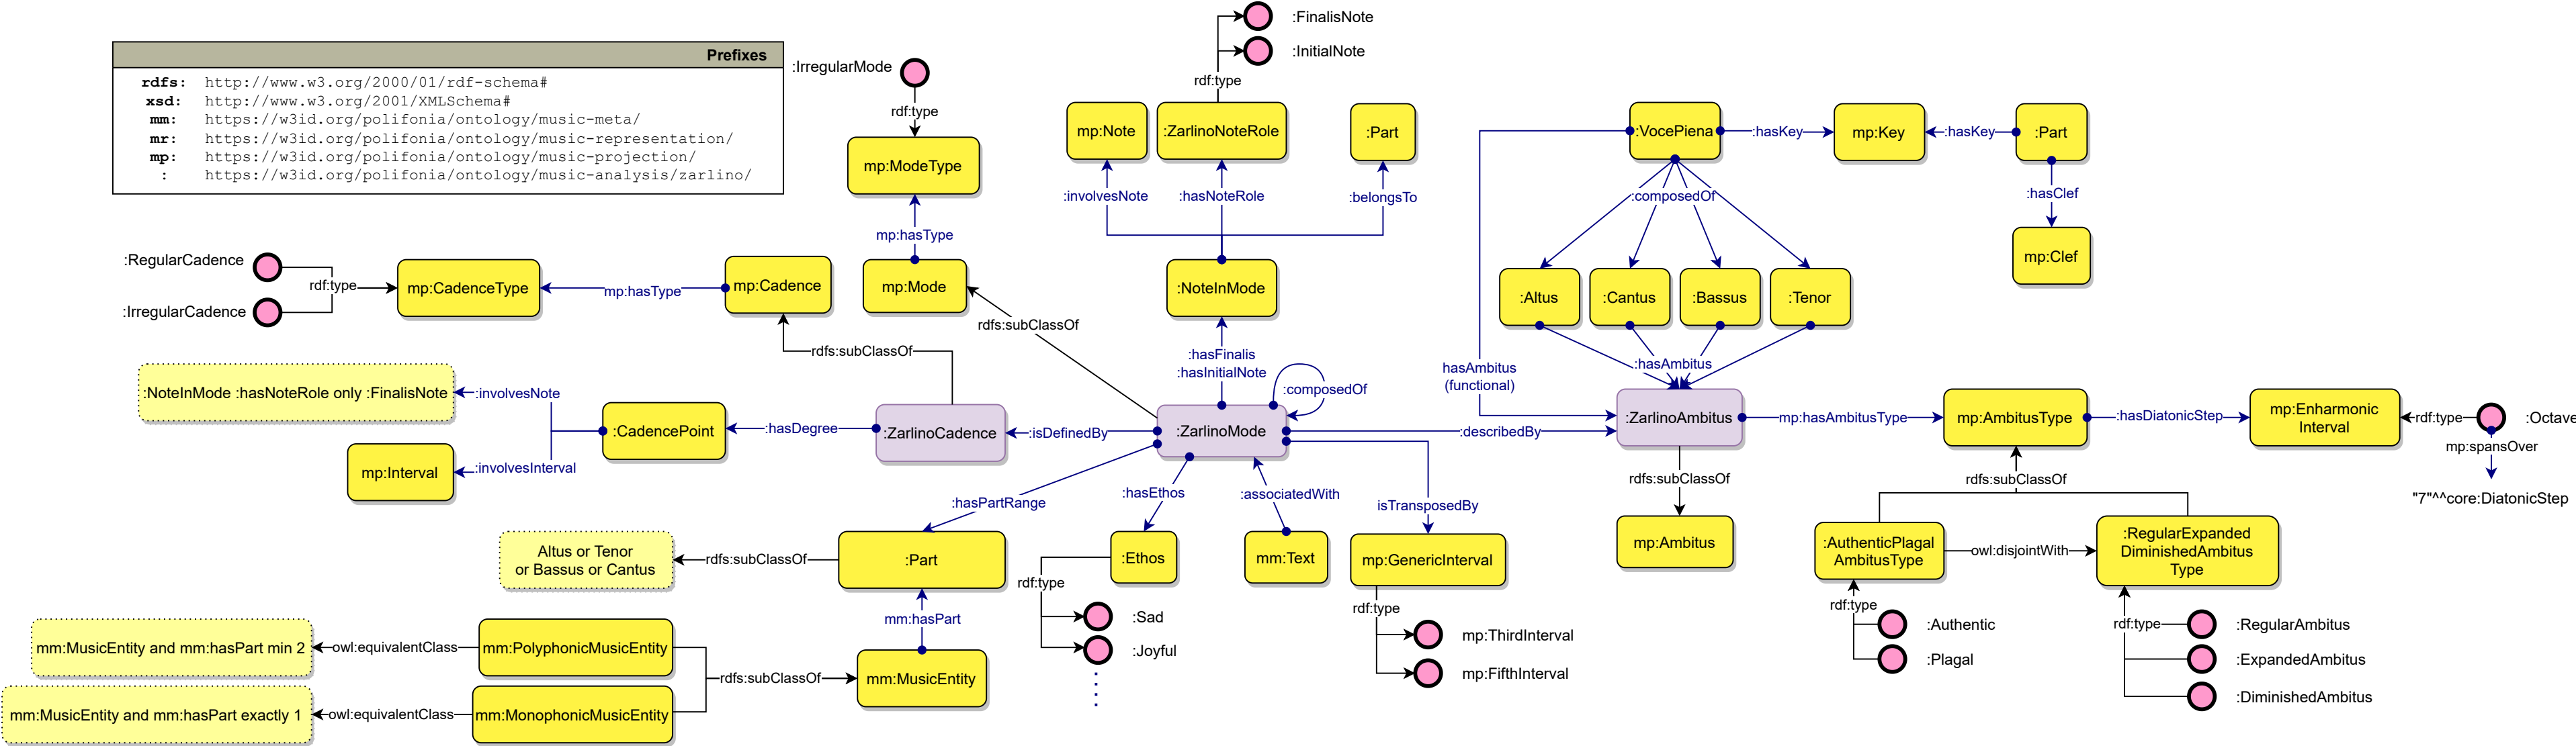 :FinalisNote
:InitialNote
rdf:type
Prefixes
rdfs: http://www.w3.org/2000/01/rdf-schema#
xsd: http://www.w3.org/2001/XMLSchema#
mm: https://w3id.org/polifonia/ontology/music-meta/
mr: https://w3id.org/polifonia/ontology/music-representation/
mp: https://w3id.org/polifonia/ontology/music-projection/
: https://w3id.org/polifonia/ontology/music-analysis/zarlino/
:IrregularMode
rdf:type
mp:ModeType
mp:hasType
mp:Mode
mp:Note
:ZarlinoNoteRole
:Part
:involvesNote
:hasNoteRole
:belongsTo
:NoteInMode
:VocePiena
:hasKey
mp:Key
:hasKey
:Part
:composedOf
:hasClef
mp:Clef
:Altus
:Cantus
:Bassus
:Tenor
:hasAmbitus
hasAmbitus
(functional)
:RegularCadence
:IrregularCadence
rdf:type
mp:CadenceType
mp:hasType
mp:Cadence
rdfs:subClassOf
rdfs:subClassOf
:hasFinalis
:hasInitialNote
:composedOf
:NoteInMode :hasNoteRole only :FinalisNote
:involvesNote
mp:Interval
:involvesInterval
:CadencePoint
:hasDegree
:ZarlinoCadence
:isDefinedBy
:ZarlinoMode
:describedBy
:ZarlinoAmbitus
mp:hasAmbitusType
mp:AmbitusType
:hasDiatonicStep
mp:Enharmonic
Interval
rdf:type
:Octave
mp:spansOver
"7"^^core:DiatonicStep
:hasPartRange
:hasEthos
:associatedWith
isTransposedBy
rdfs:subClassOf
mp:Ambitus
rdfs:subClassOf
:AuthenticPlagal
AmbitusType
owl:disjointWith
:RegularExpanded
DiminishedAmbitus
Type
rdf:type
:Authentic
:Plagal
rdf:type
:RegularAmbitus
:ExpandedAmbitus
:DiminishedAmbitus
Altus or Tenor
or Bassus or Cantus
rdfs:subClassOf
:Part
:Ethos
mm:Text
mp:GenericInterval
rdf:type
:Sad
:Joyful
rdf:type
mp:ThirdInterval
mp:FifthInterval
mm:hasPart
mm:MusicEntity
mm:MusicEntity and mm:hasPart min 2
owl:equivalentClass
mm:PolyphonicMusicEntity
rdfs:subClassOf
mm:MusicEntity and mm:hasPart exactly 1
owl:equivalentClass
mm:MonophonicMusicEntity